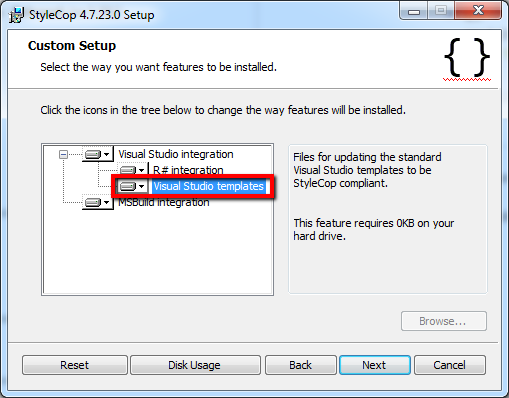 StyleCop 4.7.23.0 Setup
Custom Setup
Select the way you want features to be installed.
{ }
Click the icons in the tree below to change the way features will be installed.
Visual Studio integration
R# integration
Visual Studio templates
MSBuild integration
Files for updating the standard
Visual Studio templates to be
StyleCop compliant.
This feature requires 0KB on your
hard drive.
Browse...
Reset
Disk Usage
Back
Next
Cancel